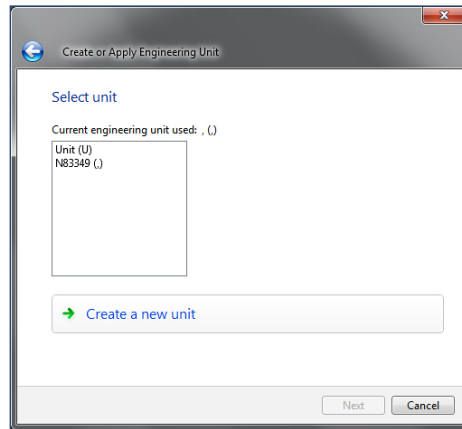 Create or Apply Engineering Unit
Select unit
Current engineering unit used: , (,)
Unit (U)
N83349 (,)
Create a new unit
Next Cancel